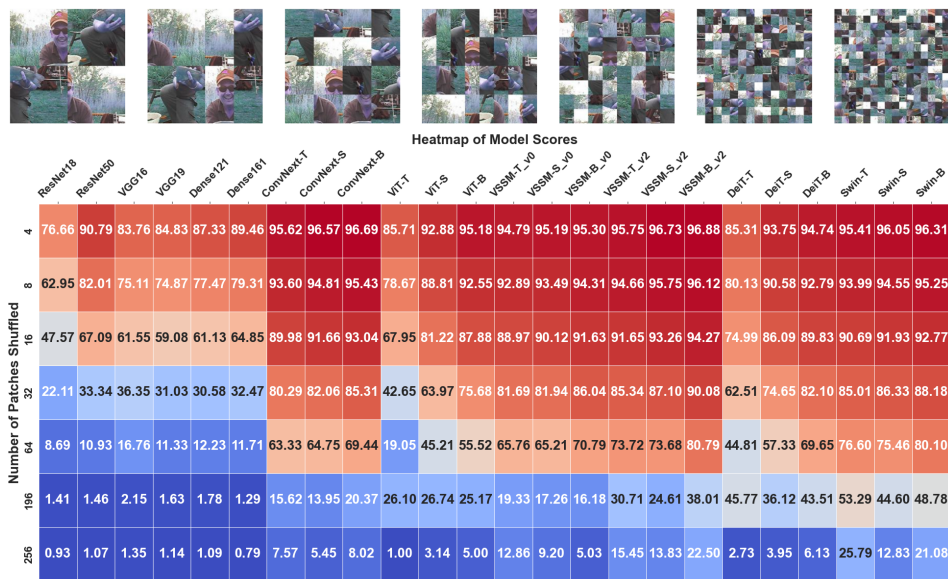 Heatmap of Model Scores
ResNet18 ResNet50 VGG16 VGG19 Dense121 Dense161 ConvNext-T ConvNext-S ConvNext-B ViT-T ViT-S ViT-B VSSM-T_v0 VSSM-S_v0 VSSM-B_v0 VSSM-T_v2 VSSM-S_v2 VSSM-B_v2 DeiT-T DeiT-S DeiT-B Swin-T Swin-S Swin-B
Number of Patches Shuffled
4 76.66 90.79 83.76 84.83 87.33 89.46 95.62 96.57 96.69 85.71 92.88 95.18 94.79 95.19 95.30 95.75 96.73 96.88 85.31 93.75 94.74 95.41 96.05 96.31
8 62.95 82.01 75.11 74.87 77.47 79.31 93.60 94.81 95.43 78.67 88.81 92.55 92.89 93.49 94.31 94.66 95.75 96.12 80.13 90.58 92.79 93.99 94.55 95.25
16 47.57 67.09 61.55 59.08 61.13 64.85 89.98 91.66 93.04 67.95 81.22 87.88 88.97 90.12 91.63 91.65 93.26 94.27 74.99 86.09 89.83 90.69 91.93 92.77
32 22.11 33.34 36.35 31.03 30.58 32.47 80.29 82.06 85.31 42.65 63.97 75.68 81.69 81.94 86.04 85.34 87.10 90.08 62.51 74.65 82.10 85.01 86.33 88.18
64 8.69 10.93 16.76 11.33 12.23 11.71 63.33 64.75 69.44 19.05 45.21 55.52 65.76 65.21 70.79 73.72 73.68 80.79 44.81 57.33 69.65 76.60 75.46 80.10
196 1.41 1.46 2.15 1.63 1.78 1.29 15.62 13.95 20.37 26.10 26.74 25.17 19.33 17.26 16.18 30.71 24.61 38.01 45.77 36.12 43.51 53.29 44.60 48.78
256 0.93 1.07 1.35 1.14 1.09 0.79 7.57 5.45 8.02 1.00 3.14 5.00 12.86 9.20 5.03 15.45 13.83 22.50 2.73 3.95 6.13 25.79 12.83 21.08